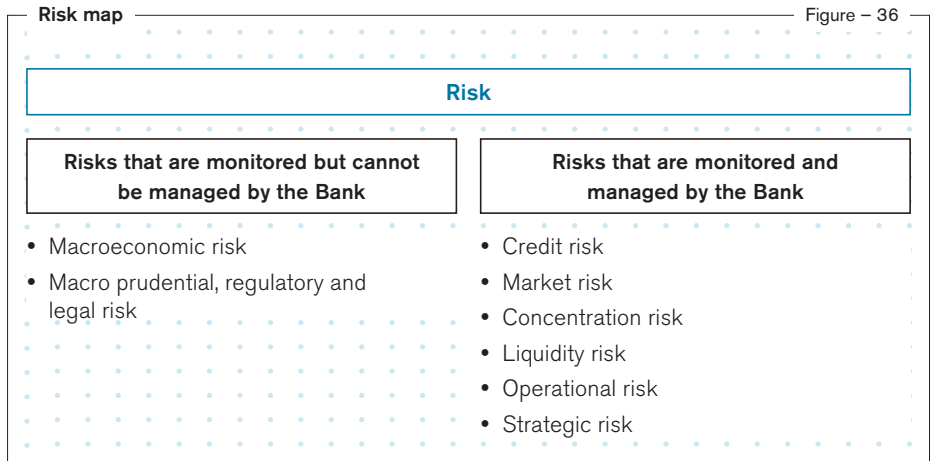 Risk map
Figure – 36
Risk
Risks that are monitored but cannot
be managed by the Bank
• Macroeconomic risk
• Macro prudential, regulatory and
legal risk
Risks that are monitored and
managed by the Bank
• Credit risk
• Market risk
• Concentration risk
• Liquidity risk
• Operational risk
• Strategic risk